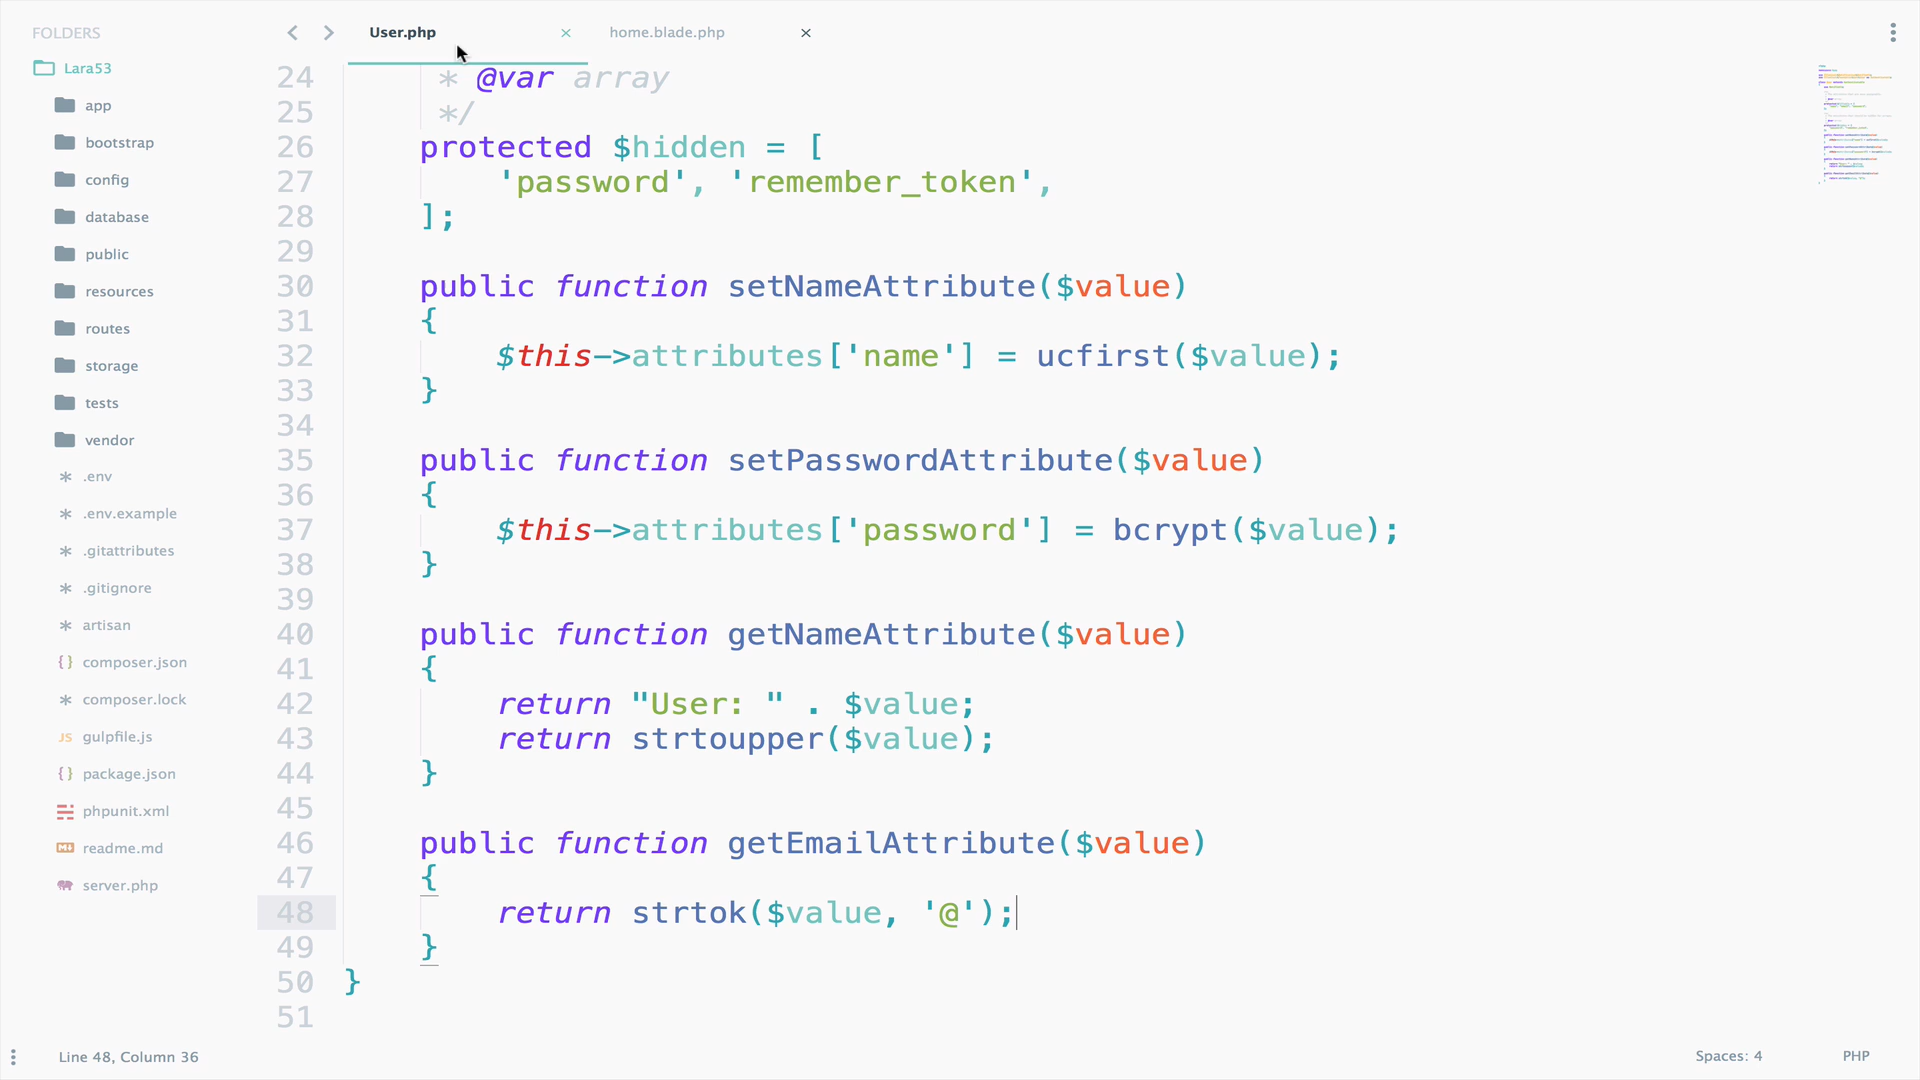 FOLDERS
Lara53
app
bootstrap
config
database
public
resources
routes
storage
tests
vendor
.env
.env.example
.gitattributes
.gitignore
artisan
composer.json
composer.lock
gulpfile.js
package.json
phpunit.xml
readme.md
server.php
User.php
home.blade.php
24 * @var array
25 */
26 protected $hidden = [
27 'password', 'remember_token',
28 ];
29
30 public function setNameAttribute($value)
31 {
32 $this->attributes['name'] = ucfirst($value);
33 }
34
35 public function setPasswordAttribute($value)
36 {
37 $this->attributes['password'] = bcrypt($value);
38 }
39
40 public function getNameAttribute($value)
41 {
42 return "User: " . $value;
43 return strtoupper($value);
44 }
45
46 public function getEmailAttribute($value)
47 {
48 return strtok($value, '@');
49 }
50 }
51
Line 48, Column 36
Spaces: 4
PHP